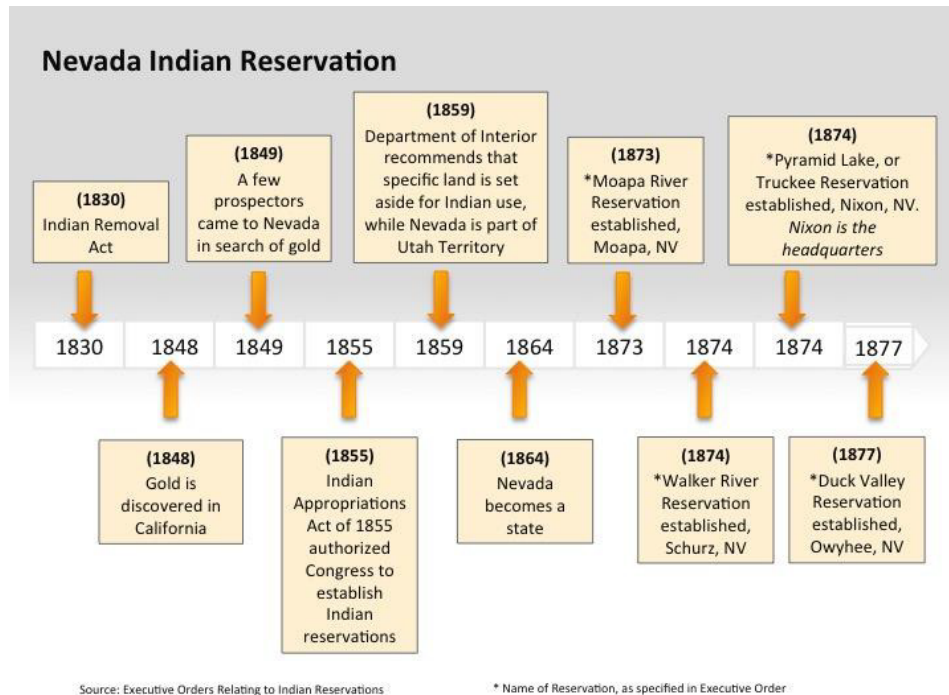 Nevada Indian Reservation
(1830)
Indian Removal
Act
(1849)
A few
prospectors
came to Nevada
in search of gold
(1859)
Department of Interior
recommends that
specific land is set
aside for Indian use,
while Nevada is part of
Utah Territory
(1873)
*Moapa River
Reservation
established,
Moapa, NV
(1874)
*Pyramid Lake, or
Truckee Reservation
established, Nixon, NV.
Nixon is the
headquarters
1830 1848 1849 1855 1859 1864 1873 1874 1874 1877
(1848)
Gold is
discovered in
California
(1855)
Indian
Appropriations
Act of 1855
authorized
Congress to
establish
Indian
reservations
(1864)
Nevada
becomes a
state
(1874)
*Walker River
Reservation
established,
Schurz, NV
(1877)
*Duck Valley
Reservation
established,
Owyhee, NV
Source: Executive Orders Relating to Indian Reservations
* Name of Reservation, as specified in Executive Order